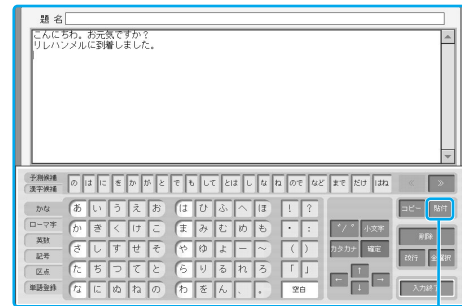 題 名
こんにちわ。お元気ですか？
リレハンメルに到着しました。
予測候補
漢字候補
の は に を か が と で も して とは し な ね ので など まで だけ はね < »
かな
ローマ字
英数
記号
区点
単語登録
あ い う え お は ひ ふ へ ほ ! ?
か き く け こ ま み む め も ・ :
さ し す せ そ や ゆ よ ー 〜 ( )
た ち つ て と ら り る れ ろ 「 」
な に ぬ ね の わ を ん 、 。 空白
゛/゜ 小文字
カタカナ 確定
← ↑ ↓ →
コピー 貼付
削除
改行 全選択
入力終了